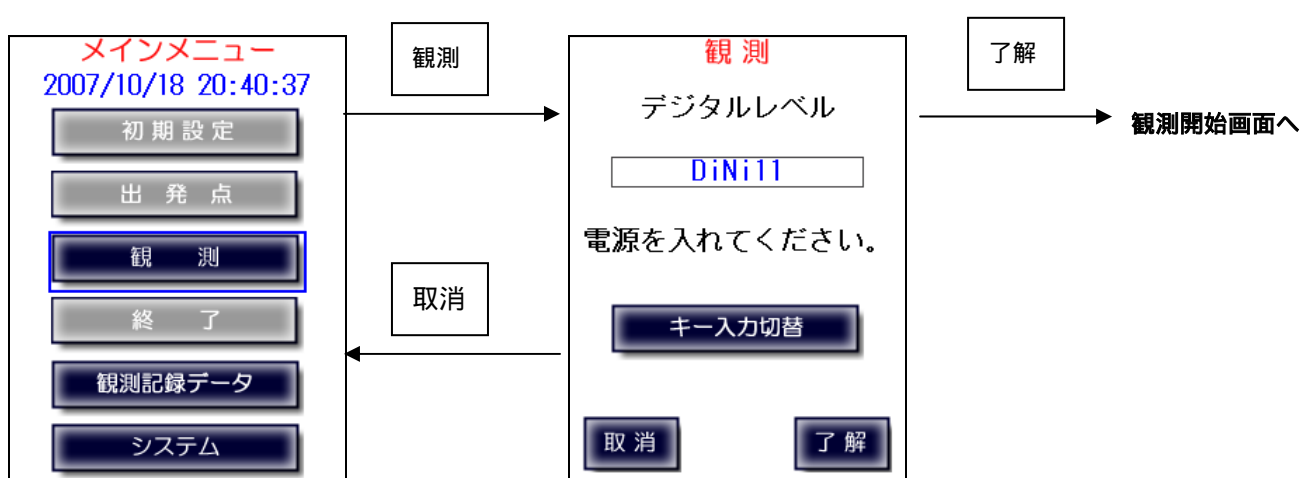 メインメニュー
2007/10/18 20:40:37
初期設定
出 発 点
観 測
終 了
観測記録データ
システム
観測
取消
観 測
デジタルレベル
DiNi11
電源を入れてください。
キー入力切替
取 消
了 解
了解
観測開始画面へ